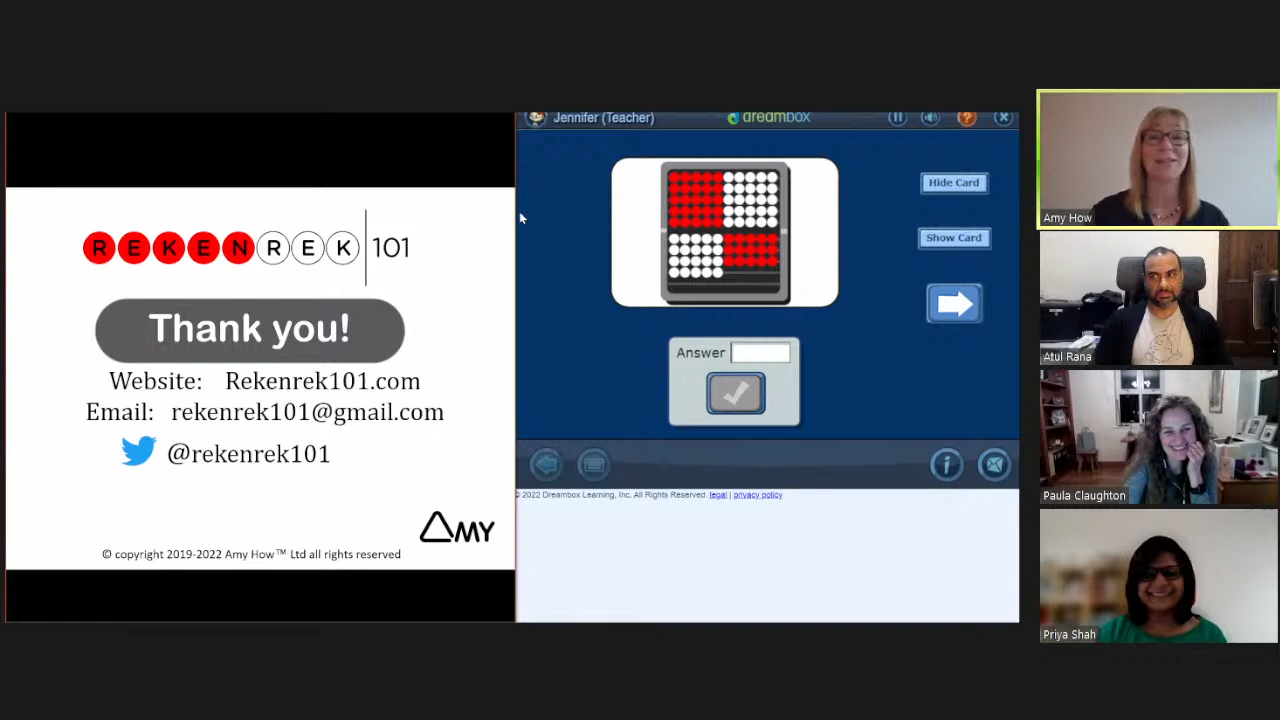 REKENREK 101
Thank you!
Website: Rekenrek101.com
Email: rekenrek101@gmail.com
@rekenrek101
AMY
© copyright 2019-2022 Amy How™ Ltd all rights reserved
Jennifer (Teacher)
dreambox
?
Hide Card
Show Card
Answer
i
© 2022 Dreambox Learning, Inc. All Rights Reserved. legal | privacy policy
Amy How
Atul Rana
Paula Claughton
Priya Shah